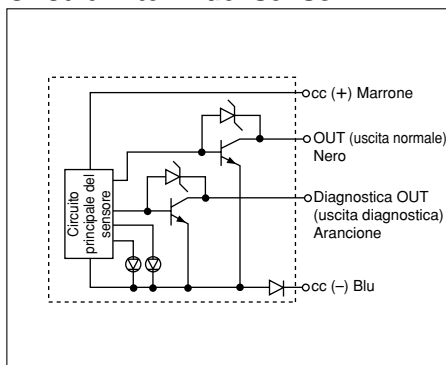 cc (+) Marrone
OUT (uscita normale)
Nero
Diagnostica OUT
(uscita diagnostica)
Arancione
Circuito
principale del
sensore
cc (–) Blu